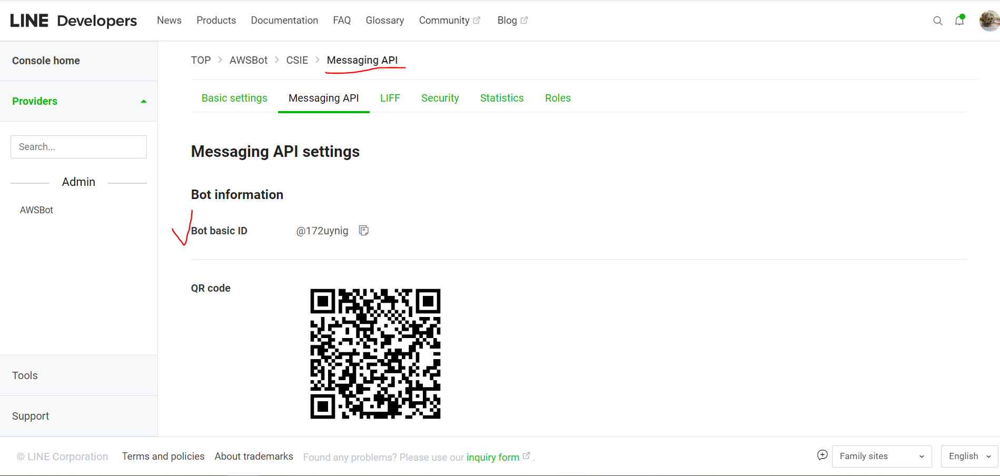 LINE Developers News Products Documentation FAQ Glossary Community Blog
Console home
Providers
Search...
Admin
AWSBot
Tools
Support
TOP > AWSBot > CSIE > Messaging API
Basic settings Messaging API LIFF Security Statistics Roles
Messaging API settings
Bot information
Bot basic ID @172uynig
QR code
© LINE Corporation Terms and policies About trademarks Found any problems? Please use our inquiry form .
Family sites
English